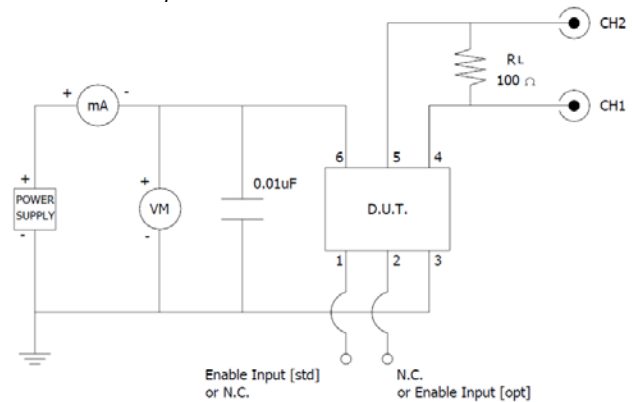 CH2
RL
100 Ω
CH1
+
mA
-
6
5
4
+
POWER
SUPPLY
-
+
VM
-
0.01uF
D.U.T.
1
2
3
Enable Input [std]
or N.C.
N.C.
or Enable Input [opt]